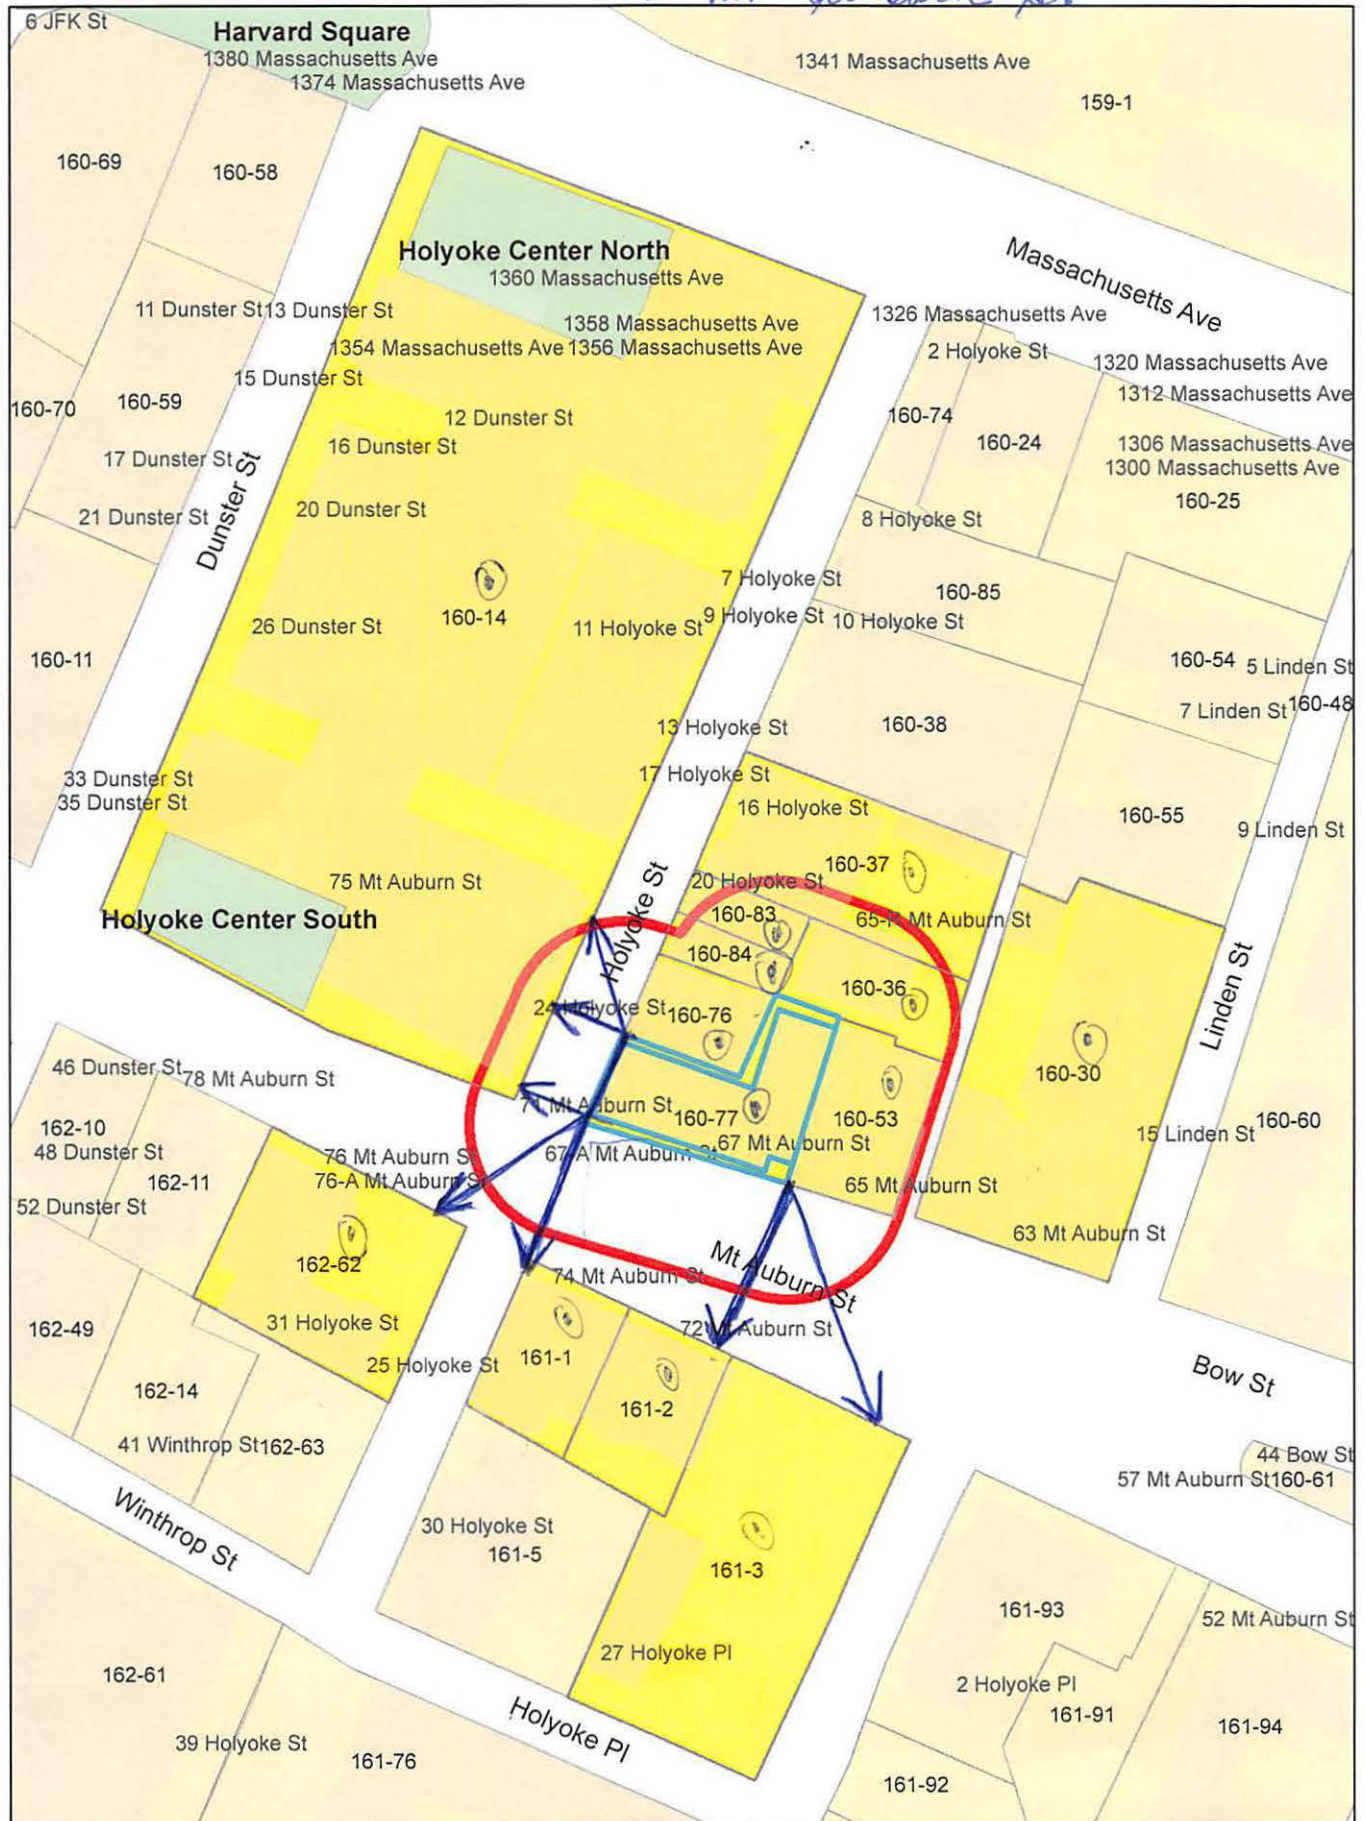 6 JFK St
Harvard Square
1380 Massachusetts Ave
1374 Massachusetts Ave
1341 Massachusetts Ave
159-1
160-69
160-58
Massachusetts Ave
Holyoke Center North
1360 Massachusetts Ave
11 Dunster St
13 Dunster St
1358 Massachusetts Ave
1326 Massachusetts Ave
1354 Massachusetts Ave
1356 Massachusetts Ave
2 Holyoke St
1320 Massachusetts Ave
15 Dunster St
1312 Massachusetts Ave
160-70
160-59
12 Dunster St
160-74
160-24
1306 Massachusetts Ave
16 Dunster St
17 Dunster St
1300 Massachusetts Ave
160-25
Dunster St
21 Dunster St
20 Dunster St
8 Holyoke St
7 Holyoke St
160-85
160-14
26 Dunster St
11 Holyoke St
9 Holyoke St
10 Holyoke St
160-11
160-54
5 Linden St
7 Linden St
160-48
13 Holyoke St
160-38
33 Dunster St
35 Dunster St
17 Holyoke St
16 Holyoke St
160-55
9 Linden St
160-37
75 Mt Auburn St
20 Holyoke St
Holyoke St
Holyoke Center South
160-83
65-R Mt Auburn St
160-84
160-36
Linden St
24 Holyoke St
160-76
46 Dunster St
78 Mt Auburn St
160-30
71 Mt Auburn St
160-77
160-53
160-60
162-10
48 Dunster St
67 Mt Auburn St
15 Linden St
76 Mt Auburn St
67-A Mt Auburn St
76-A Mt Auburn St
162-11
65 Mt Auburn St
52 Dunster St
63 Mt Auburn St
162-62
Mt Auburn St
74 Mt Auburn St
31 Holyoke St
162-49
72 Mt Auburn St
25 Holyoke St
161-1
Bow St
162-14
161-2
41 Winthrop St
162-63
44 Bow St
57 Mt Auburn St
160-61
Winthrop St
30 Holyoke St
161-5
161-3
161-93
52 Mt Auburn St
27 Holyoke Pl
162-61
2 Holyoke Pl
161-91
161-94
Holyoke Pl
39 Holyoke St
161-76
161-92